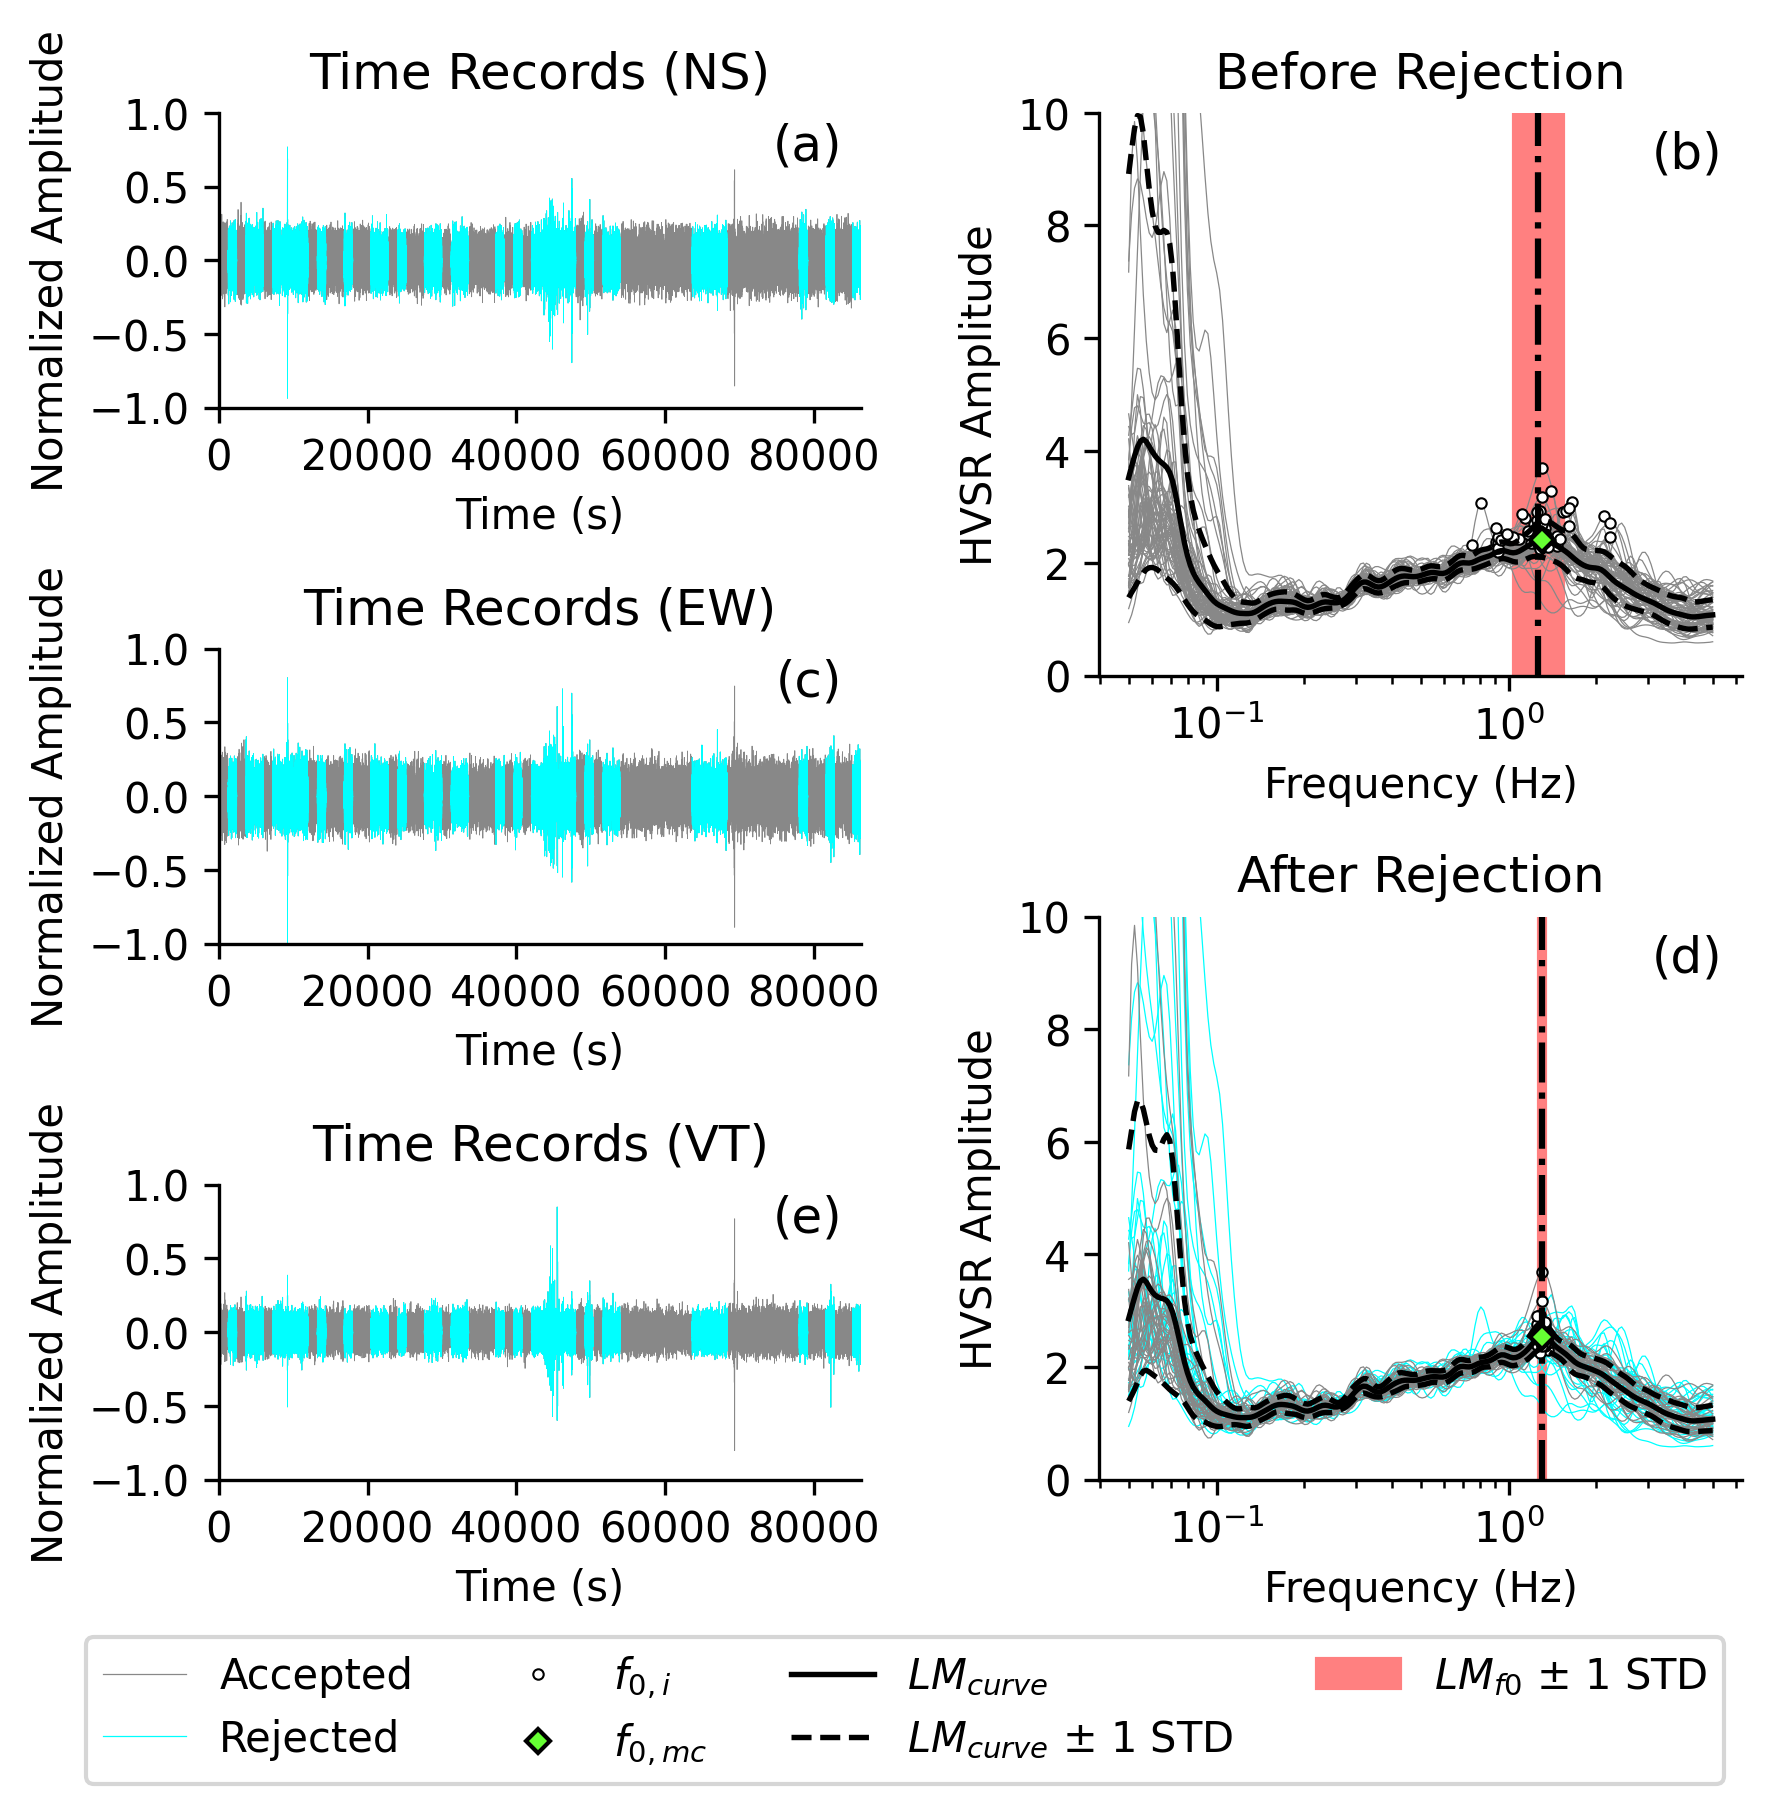 Time Records (NS)
(a)
Normalized Amplitude
1.0
0.5
0.0
−0.5
−1.0
0 20000 40000 60000 80000
Time (s)
Before Rejection
(b)
HVSR Amplitude
10
8
6
4
2
0
10⁻¹ 10⁰
Frequency (Hz)
Time Records (EW)
(c)
Normalized Amplitude
1.0
0.5
0.0
−0.5
−1.0
0 20000 40000 60000 80000
Time (s)
After Rejection
(d)
HVSR Amplitude
10
8
6
4
2
0
10⁻¹ 10⁰
Frequency (Hz)
Time Records (VT)
(e)
Normalized Amplitude
1.0
0.5
0.0
−0.5
−1.0
0 20000 40000 60000 80000
Time (s)
Accepted
Rejected
f0,i
f0,mc
LMcurve
LMcurve ± 1 STD
LMf0 ± 1 STD